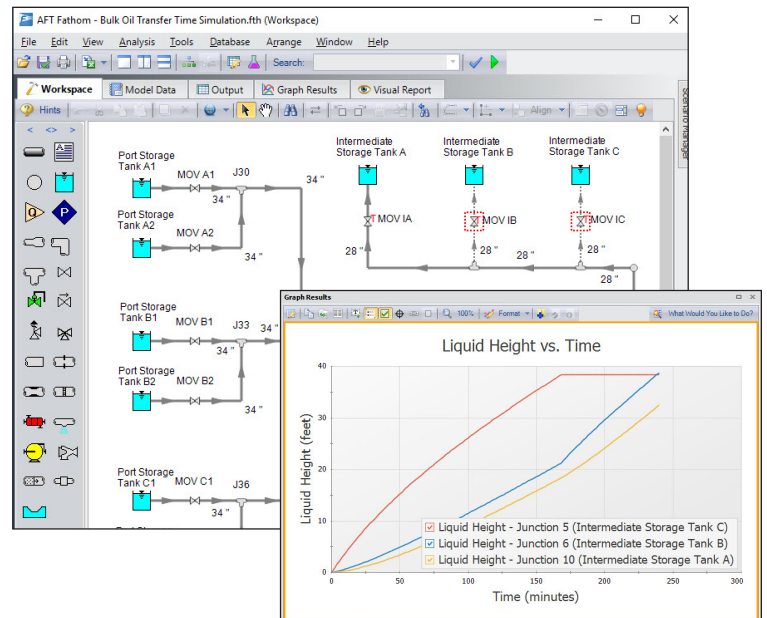 AFT Fathom - Bulk Oil Transfer Time Simulation.fth (Workspace)
File Edit View Analysis Tools Database Arrange Window Help
Search:
Workspace Model Data Output Graph Results Visual Report
Hints Align
Scenario Manager
Port Storage
Tank A1
MOV A1
J30
34 "
34 "
Port Storage
Tank A2
MOV A2
34 "
Intermediate
Storage Tank A
Intermediate
Storage Tank B
Intermediate
Storage Tank C
T MOV IA
MOV IB
MOV IC
28 "
28 "
28 "
28 "
Port Storage
Tank B1
MOV B1
J33
34 "
34 "
Port Storage
Tank B2
MOV B2
34 "
Port Storage
Tank C1
MOV C1
J36
34 "
Q
P
Graph Results
100% Format What Would You Like to Do?
Liquid Height vs. Time
Liquid Height (feet)
40
30
20
10
0
Liquid Height - Junction 5 (Intermediate Storage Tank C)
Liquid Height - Junction 6 (Intermediate Storage Tank B)
Liquid Height - Junction 10 (Intermediate Storage Tank A)
0 50 100 150 200 250 300
Time (minutes)